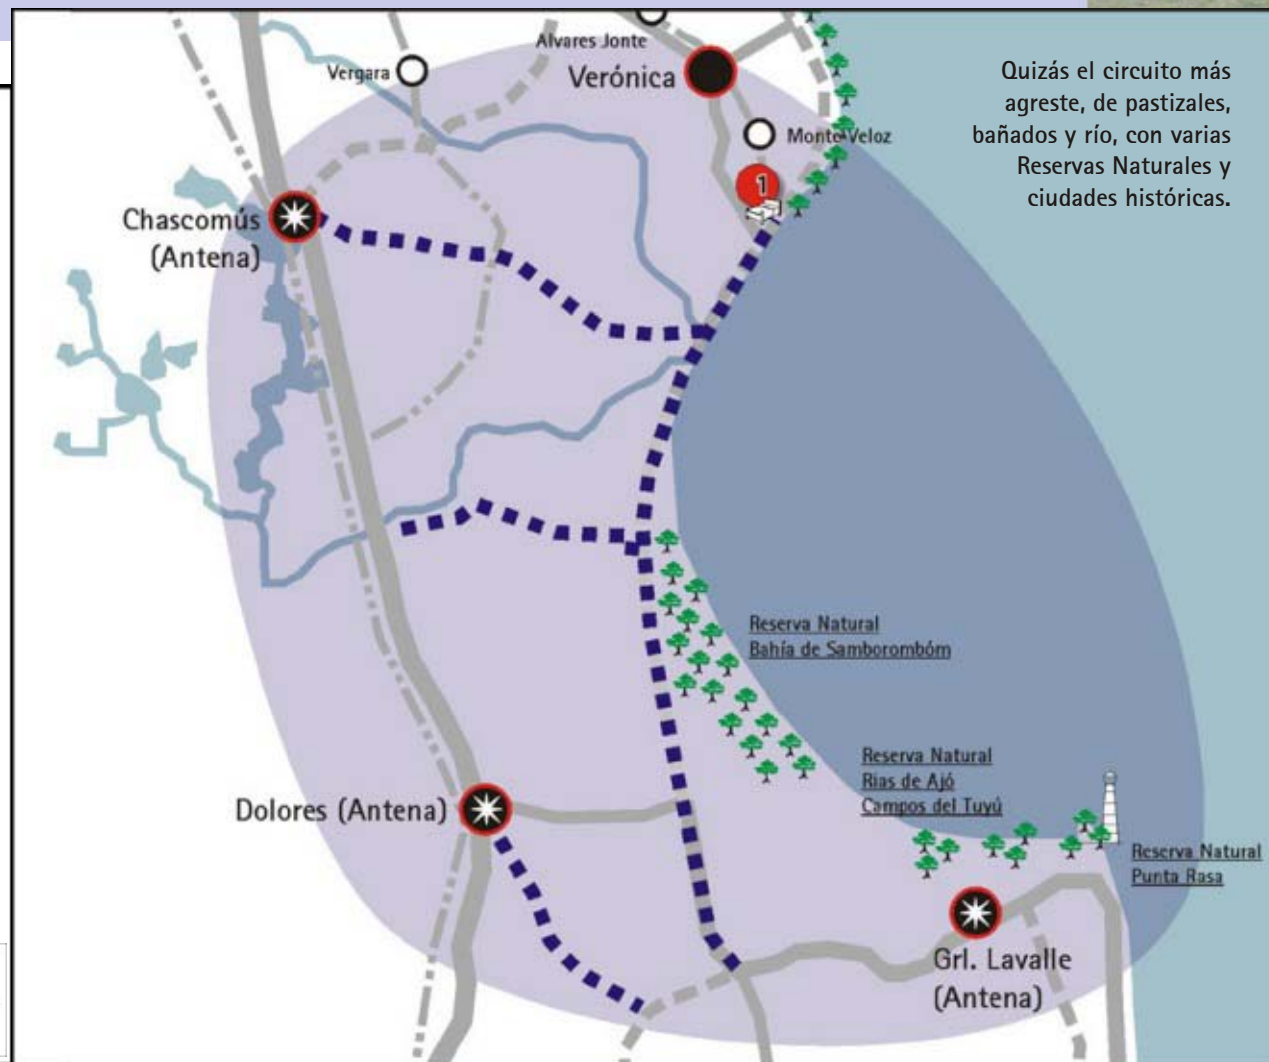 Alvares Jonte
Vergara
Verónica
Quizás el circuito más
agreste, de pastizales,
bañados y río, con varias
Reservas Naturales y
ciudades históricas.
Monte Veloz
1
Chascomús
(Antena)
Reserva Natural
Bahía de Samborombóm
Reserva Natural
Rias de Ajó
Campos del Tuyú
Dolores (Antena)
Reserva Natural
Punta Rasa
Grl. Lavalle
(Antena)